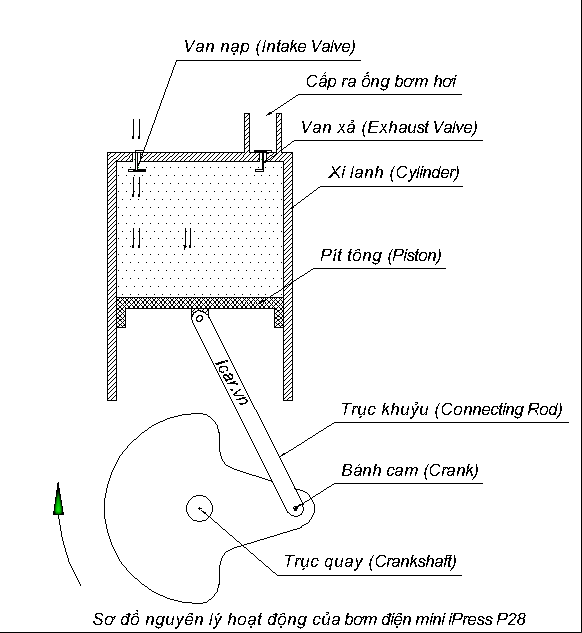 Van nạp (Intake Valve)
Cấp ra ống bơm hơi
Van xả (Exhaust Valve)
Xi lanh (Cylinder)
Pít tông (Piston)
icar.vn
Trục khuỷu (Connecting Rod)
Bánh cam (Crank)
Trục quay (Crankshaft)
Sơ đồ nguyên lý hoạt động của bơm điện mini iPress P28